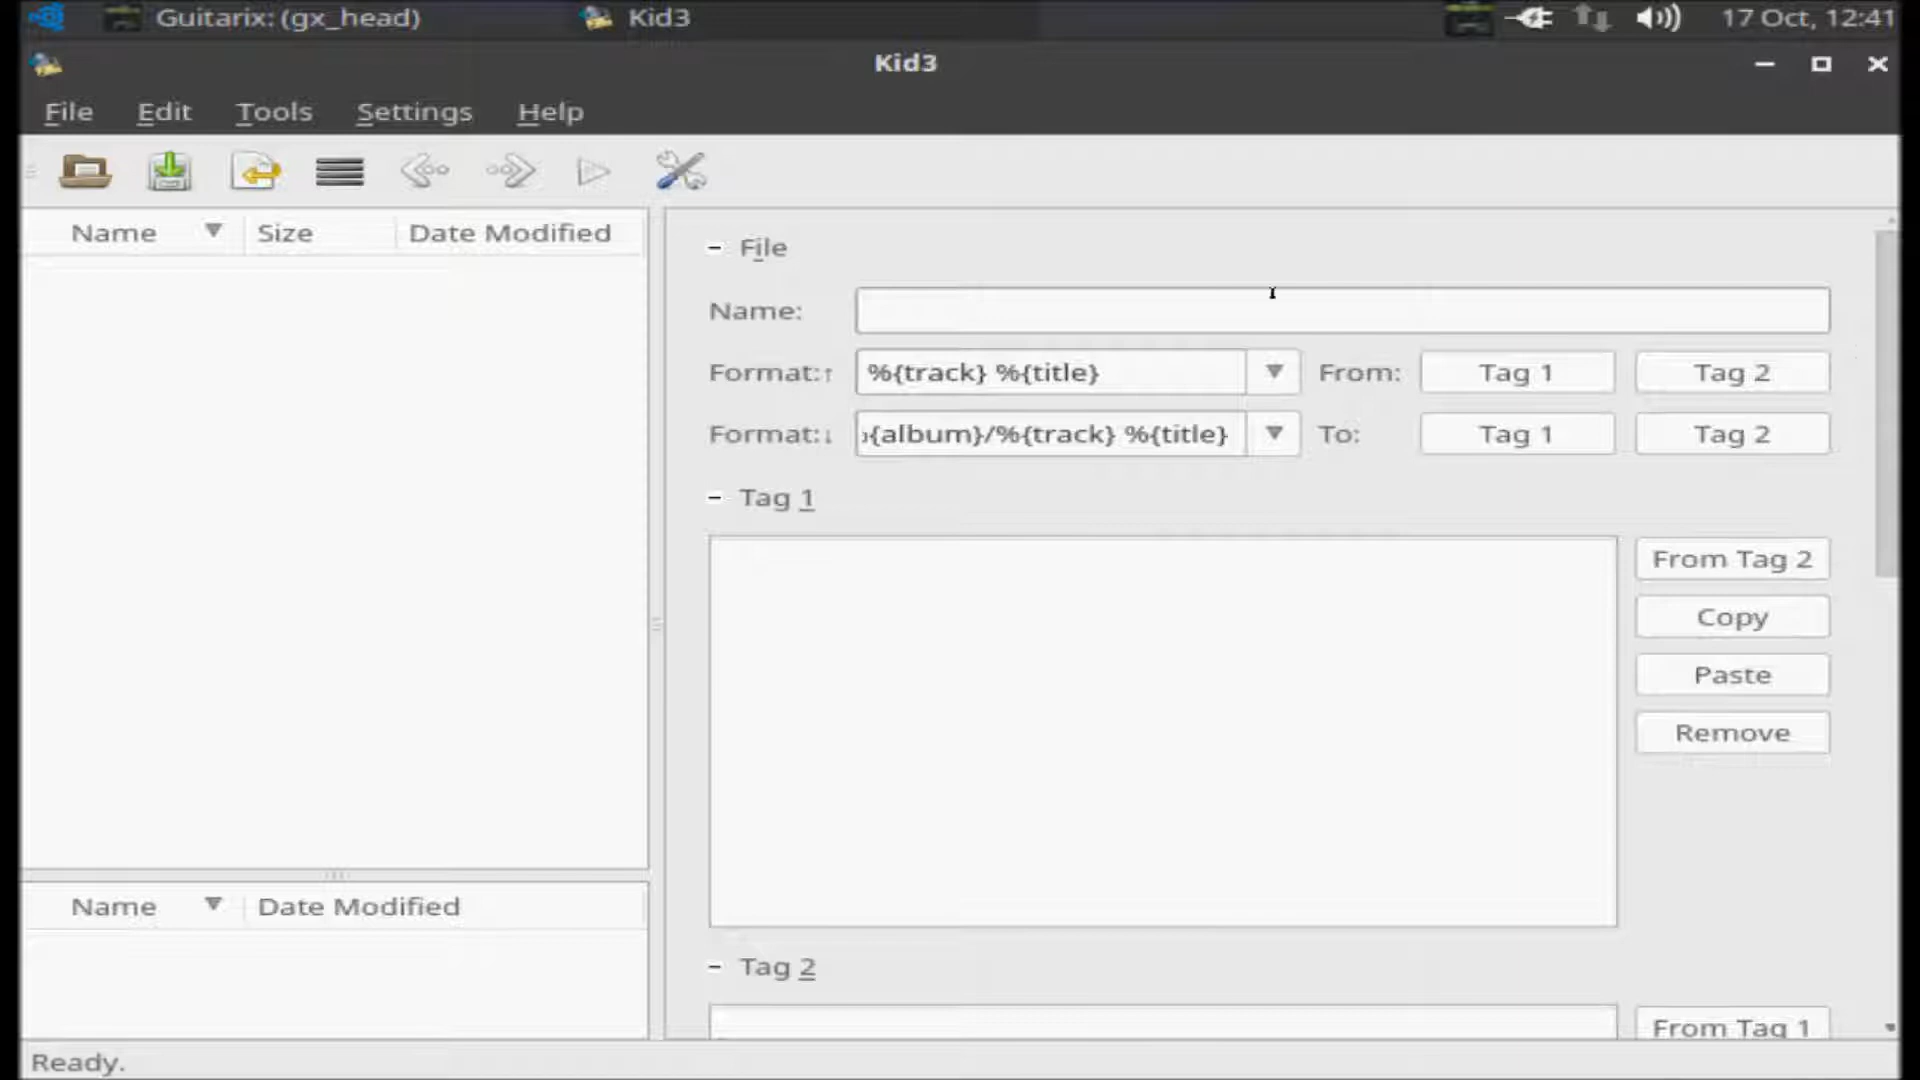 Guitarix: (gx_head)
Kid3
17 Oct, 12:41
Kid3
File Edit Tools Settings Help
Name Size Date Modified
File
Name:
Format:↑ %{track} %{title} From: Tag 1 Tag 2
Format:↓ {album}/%{track} %{title} To: Tag 1 Tag 2
Tag 1
From Tag 2
Copy
Paste
Remove
Name Date Modified
Tag 2
From Tag 1
Ready.